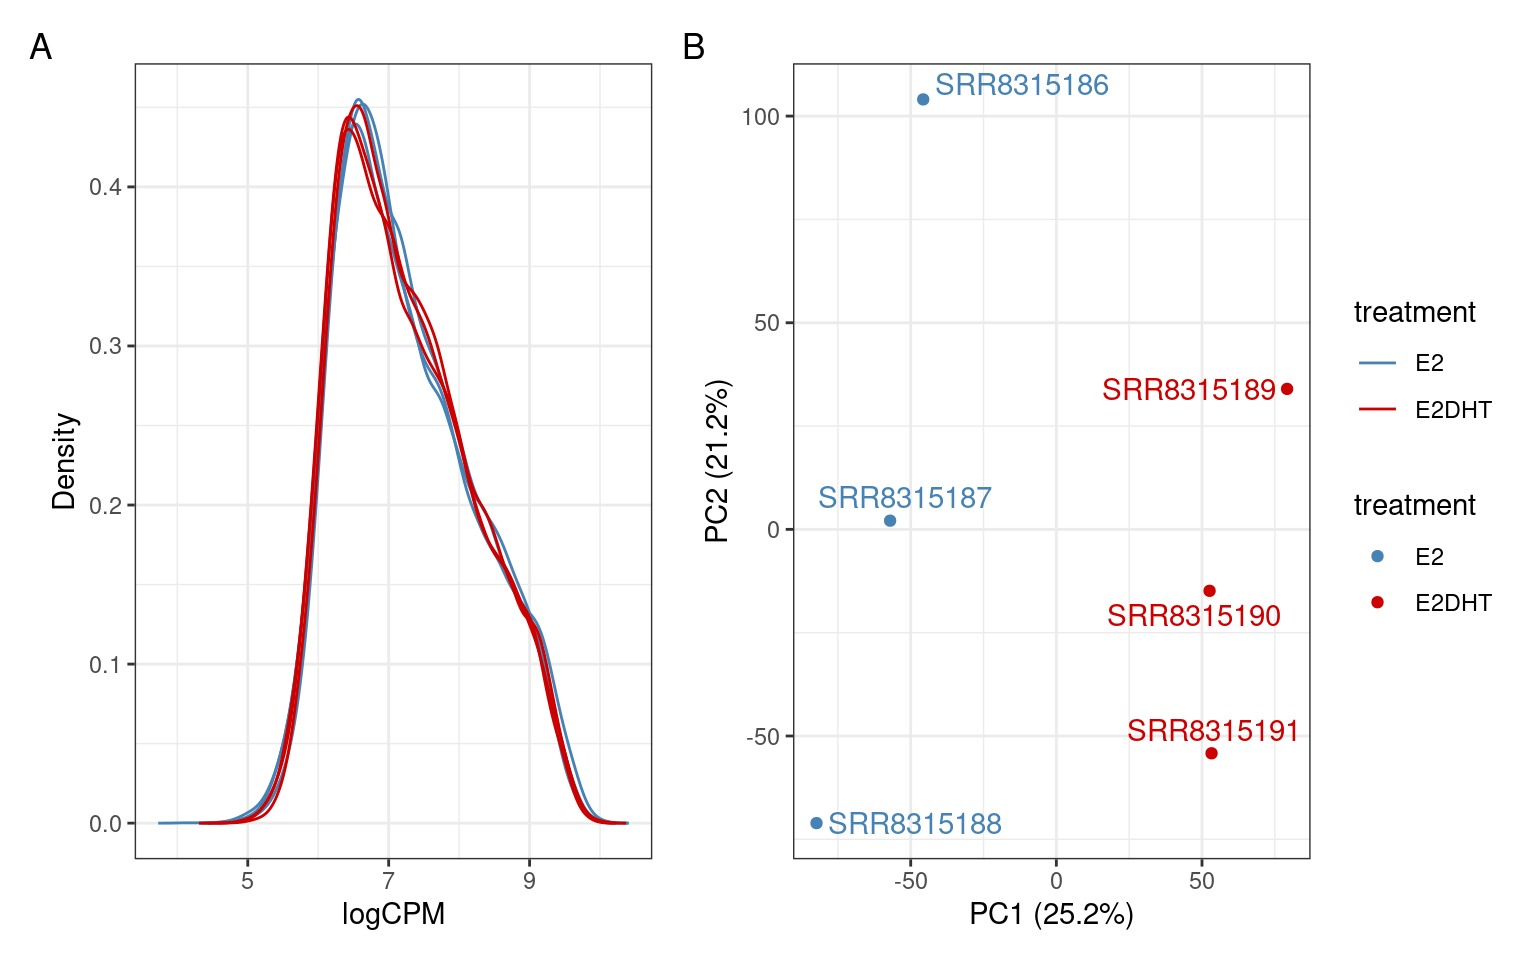 A
0.4
0.3
0.2
0.1
0.0
Density
5 7 9
logCPM
B
100
50
0
-50
PC2 (21.2%)
SRR8315186
SRR8315189
SRR8315187
SRR8315190
SRR8315191
SRR8315188
-50 0 50
PC1 (25.2%)
treatment
E2
E2DHT
treatment
E2
E2DHT